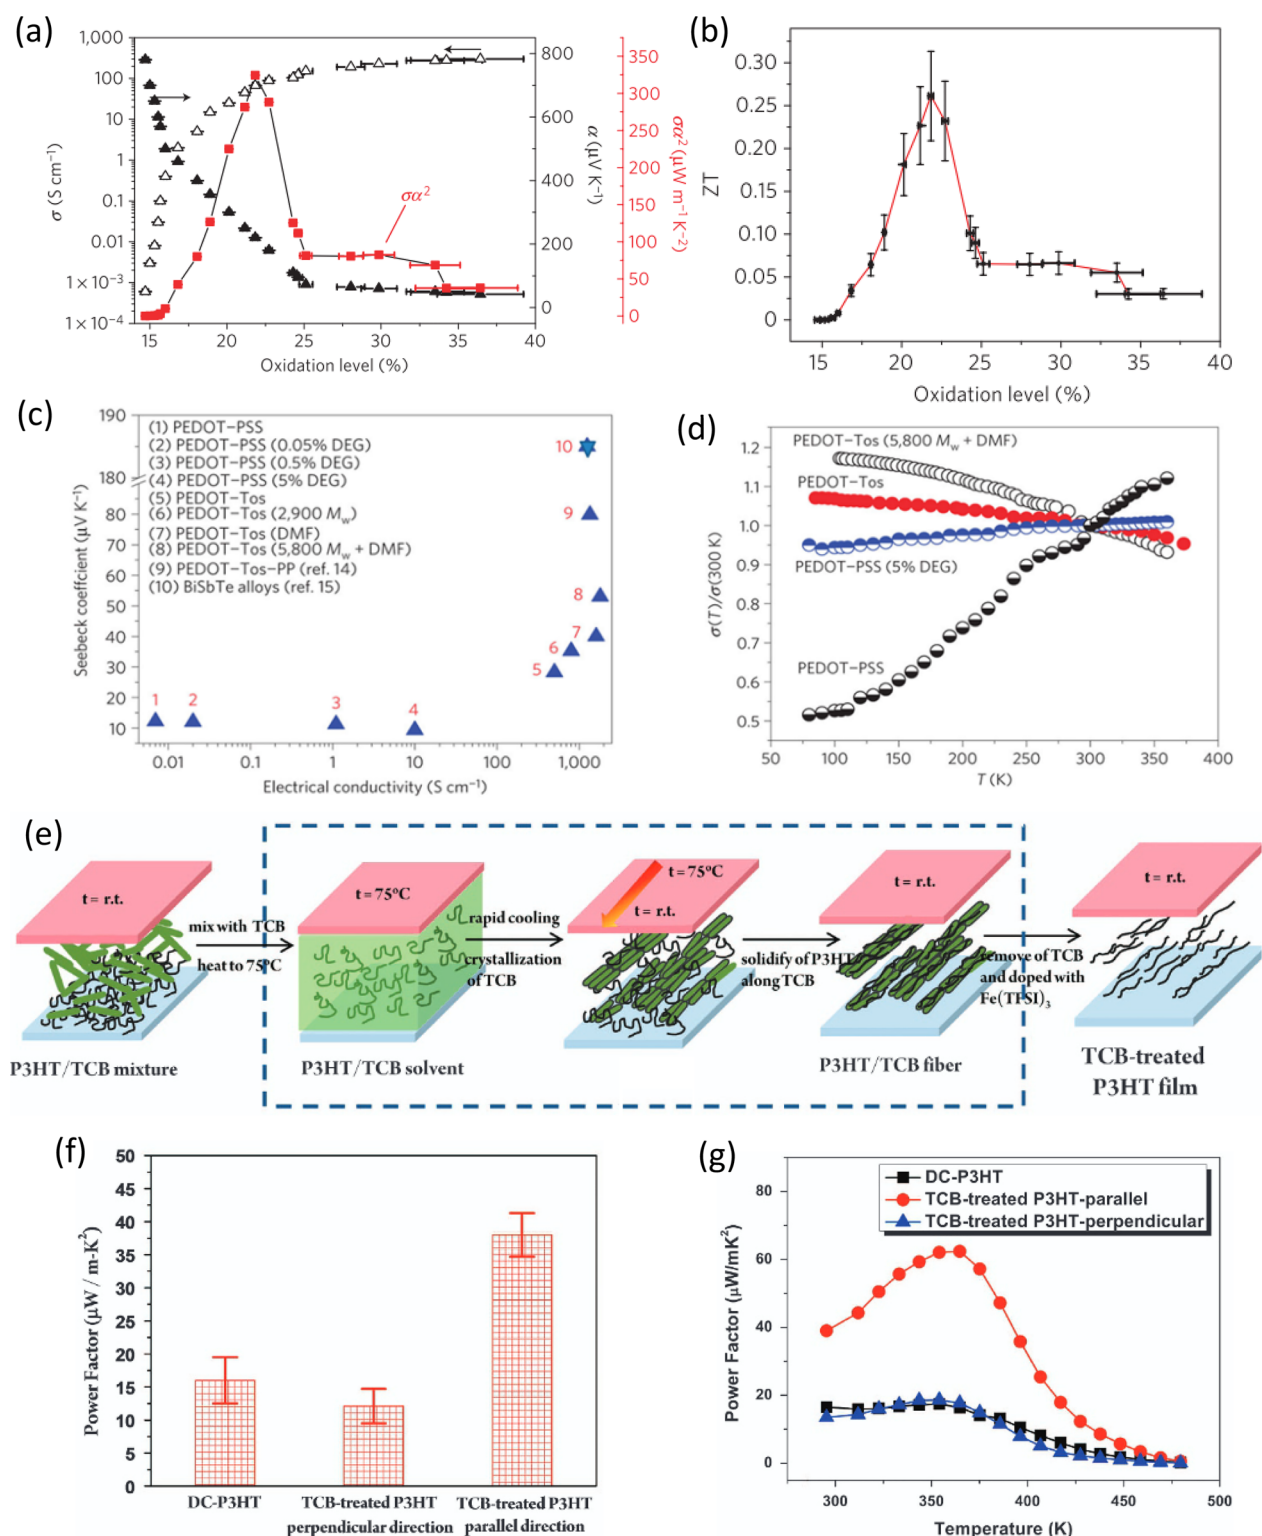 (a)
σ (S cm⁻¹)
1,000
100
10
1
0.1
0.01
1 × 10⁻³
1 × 10⁻⁴
15
20
25
30
35
40
Oxidation level (%)
800
600
400
200
0
α (μV K⁻¹)
350
300
250
200
150
100
50
0
σα² (μW m⁻¹ K⁻²)
σα²
(b)
ZT
0.30
0.25
0.20
0.15
0.10
0.05
0
15
20
25
30
35
40
Oxidation level (%)
(c)
Seebeck coeffcient (μV K⁻¹)
190
180
80
70
60
50
40
30
20
10
(1) PEDOT−PSS
(2) PEDOT−PSS (0.05% DEG)
(3) PEDOT−PSS (0.5% DEG)
(4) PEDOT−PSS (5% DEG)
(5) PEDOT−Tos
(6) PEDOT−Tos (2,900 Mw)
(7) PEDOT−Tos (DMF)
(8) PEDOT−Tos (5,800 Mw + DMF)
(9) PEDOT−Tos−PP (ref. 14)
(10) BiSbTe alloys (ref. 15)
10
9
8
7
6
5
1
2
3
4
0.01
0.1
1
10
100
1,000
Electrical conductivity (S cm⁻¹)
(d)
σ(T)/σ(300 K)
1.2
1.1
1.0
0.9
0.8
0.7
0.6
0.5
PEDOT−Tos (5,800 Mw + DMF)
PEDOT−Tos
PEDOT−PSS (5% DEG)
PEDOT−PSS
50
100
150
200
250
300
350
400
T (K)
(e)
t = r.t.
P3HT/TCB mixture
mix with TCB
heat to 75ºC
t = 75ºC
P3HT/TCB solvent
rapid cooling
crystallization
of TCB
t = 75ºC
t = r.t.
solidify of P3HT
along TCB
t = r.t.
P3HT/TCB fiber
remove of TCB
and doped with
Fe(TFSI)₃
t = r.t.
TCB-treated
P3HT film
(f)
Power Factor (μW / m-K²)
50
45
40
35
30
25
20
15
10
5
0
DC-P3HT
TCB-treated P3HT
perpendicular direction
TCB-treated P3HT
parallel direction
(g)
Power Factor (μW/mK²)
80
60
40
20
0
DC-P3HT
TCB-treated P3HT-parallel
TCB-treated P3HT-perpendicular
300
350
400
450
500
Temperature (K)